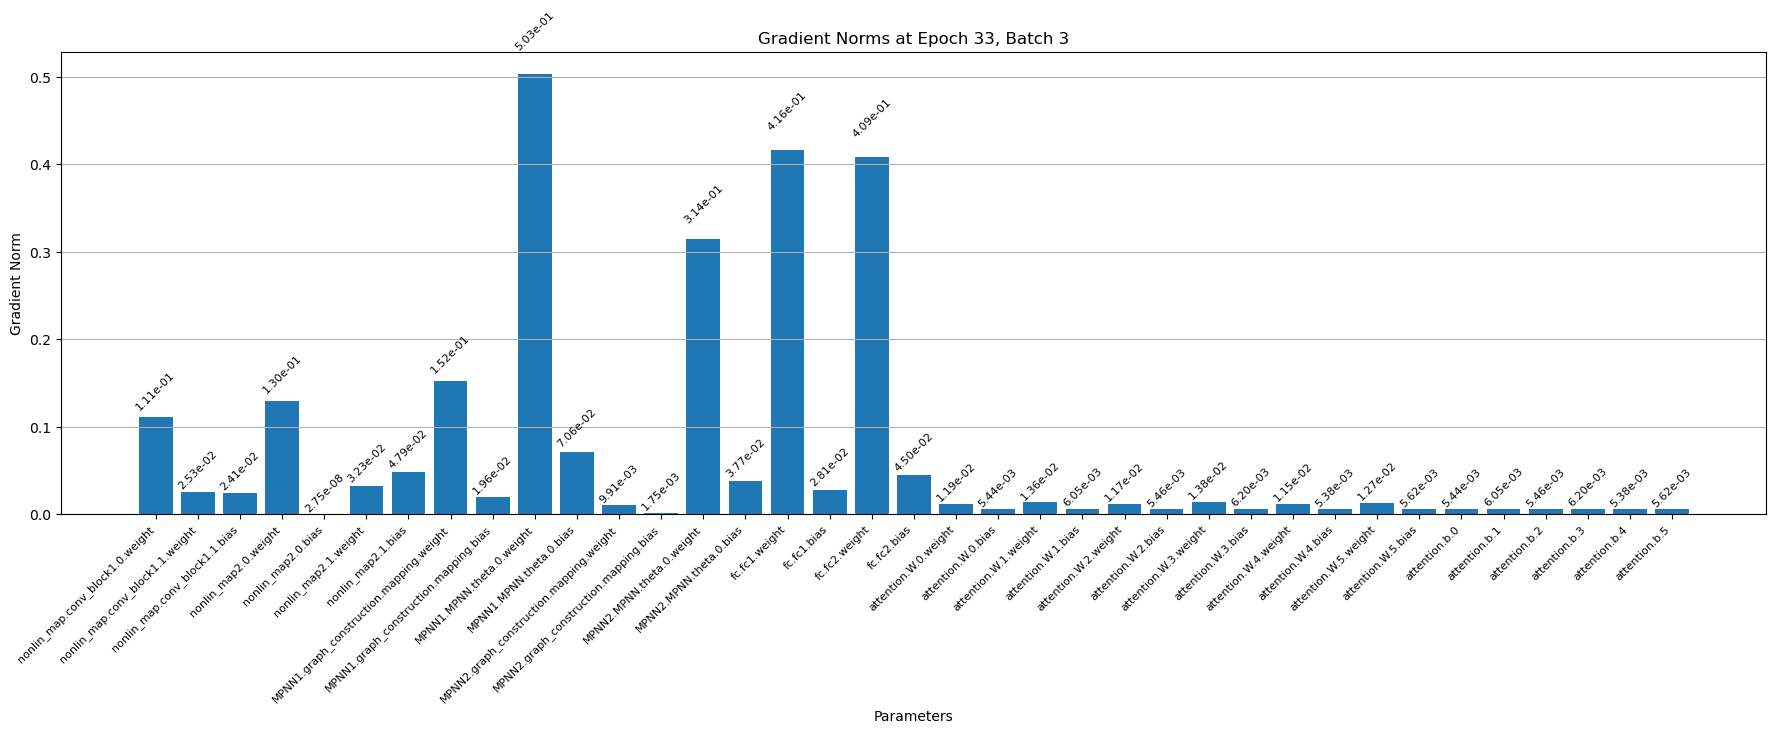 Gradient Norms at Epoch 33, Batch 3
Gradient Norm
0.5
0.4
0.3
0.2
0.1
0.0
1.11e-01
2.53e-02
2.41e-02
1.30e-01
2.75e-08
3.23e-02
4.79e-02
1.52e-01
1.96e-02
5.03e-01
7.06e-02
9.91e-03
1.75e-03
3.14e-01
3.77e-02
4.16e-01
2.81e-02
4.09e-01
4.50e-02
1.19e-02
5.44e-03
1.36e-02
6.05e-03
1.17e-02
5.46e-03
1.38e-02
6.20e-03
1.15e-02
5.38e-03
1.27e-02
5.62e-03
5.44e-03
6.05e-03
5.46e-03
6.20e-03
5.38e-03
5.62e-03
nonlin_map.conv_block1.0.weight
nonlin_map.conv_block1.1.weight
nonlin_map.conv_block1.1.bias
nonlin_map2.0.weight
nonlin_map2.0.bias
nonlin_map2.1.weight
nonlin_map2.1.bias
MPNN1.graph_construction.mapping.weight
MPNN1.graph_construction.mapping.bias
MPNN1.MPNN.theta.0.weight
MPNN1.MPNN.theta.0.bias
MPNN2.graph_construction.mapping.weight
MPNN2.graph_construction.mapping.bias
MPNN2.MPNN.theta.0.weight
MPNN2.MPNN.theta.0.bias
fc.fc1.weight
fc.fc1.bias
fc.fc2.weight
fc.fc2.bias
attention.W.0.weight
attention.W.0.bias
attention.W.1.weight
attention.W.1.bias
attention.W.2.weight
attention.W.2.bias
attention.W.3.weight
attention.W.3.bias
attention.W.4.weight
attention.W.4.bias
attention.W.5.weight
attention.W.5.bias
attention.b.0
attention.b.1
attention.b.2
attention.b.3
attention.b.4
attention.b.5
Parameters